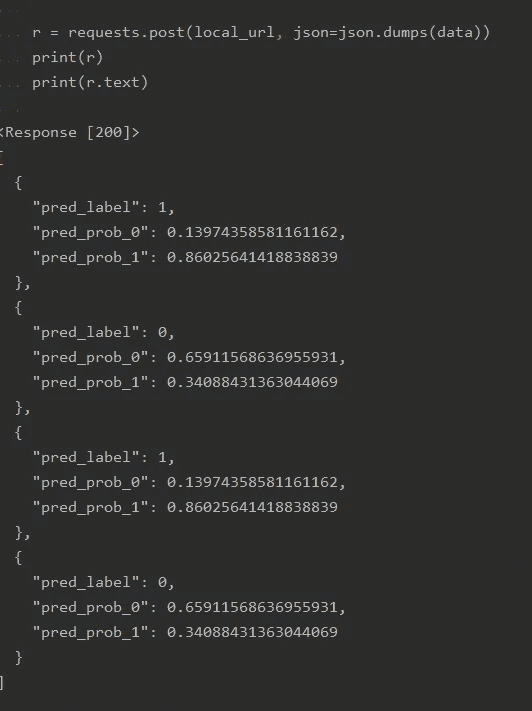 ...
... r = requests.post(local_url, json=json.dumps(data))
... print(r)
... print(r.text)
...
<Response [200]>
[
{
"pred_label": 1,
"pred_prob_0": 0.13974358581161162,
"pred_prob_1": 0.86025641418838839
},
{
"pred_label": 0,
"pred_prob_0": 0.65911568636955931,
"pred_prob_1": 0.34088431363044069
},
{
"pred_label": 1,
"pred_prob_0": 0.13974358581161162,
"pred_prob_1": 0.86025641418838839
},
{
"pred_label": 0,
"pred_prob_0": 0.65911568636955931,
"pred_prob_1": 0.34088431363044069
}
]